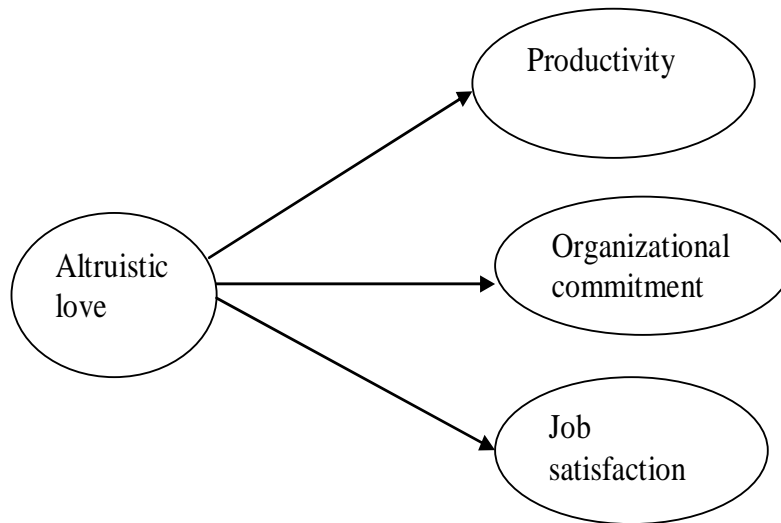 Productivity
Altruistic
love
Organizational
commitment
Job
satisfaction